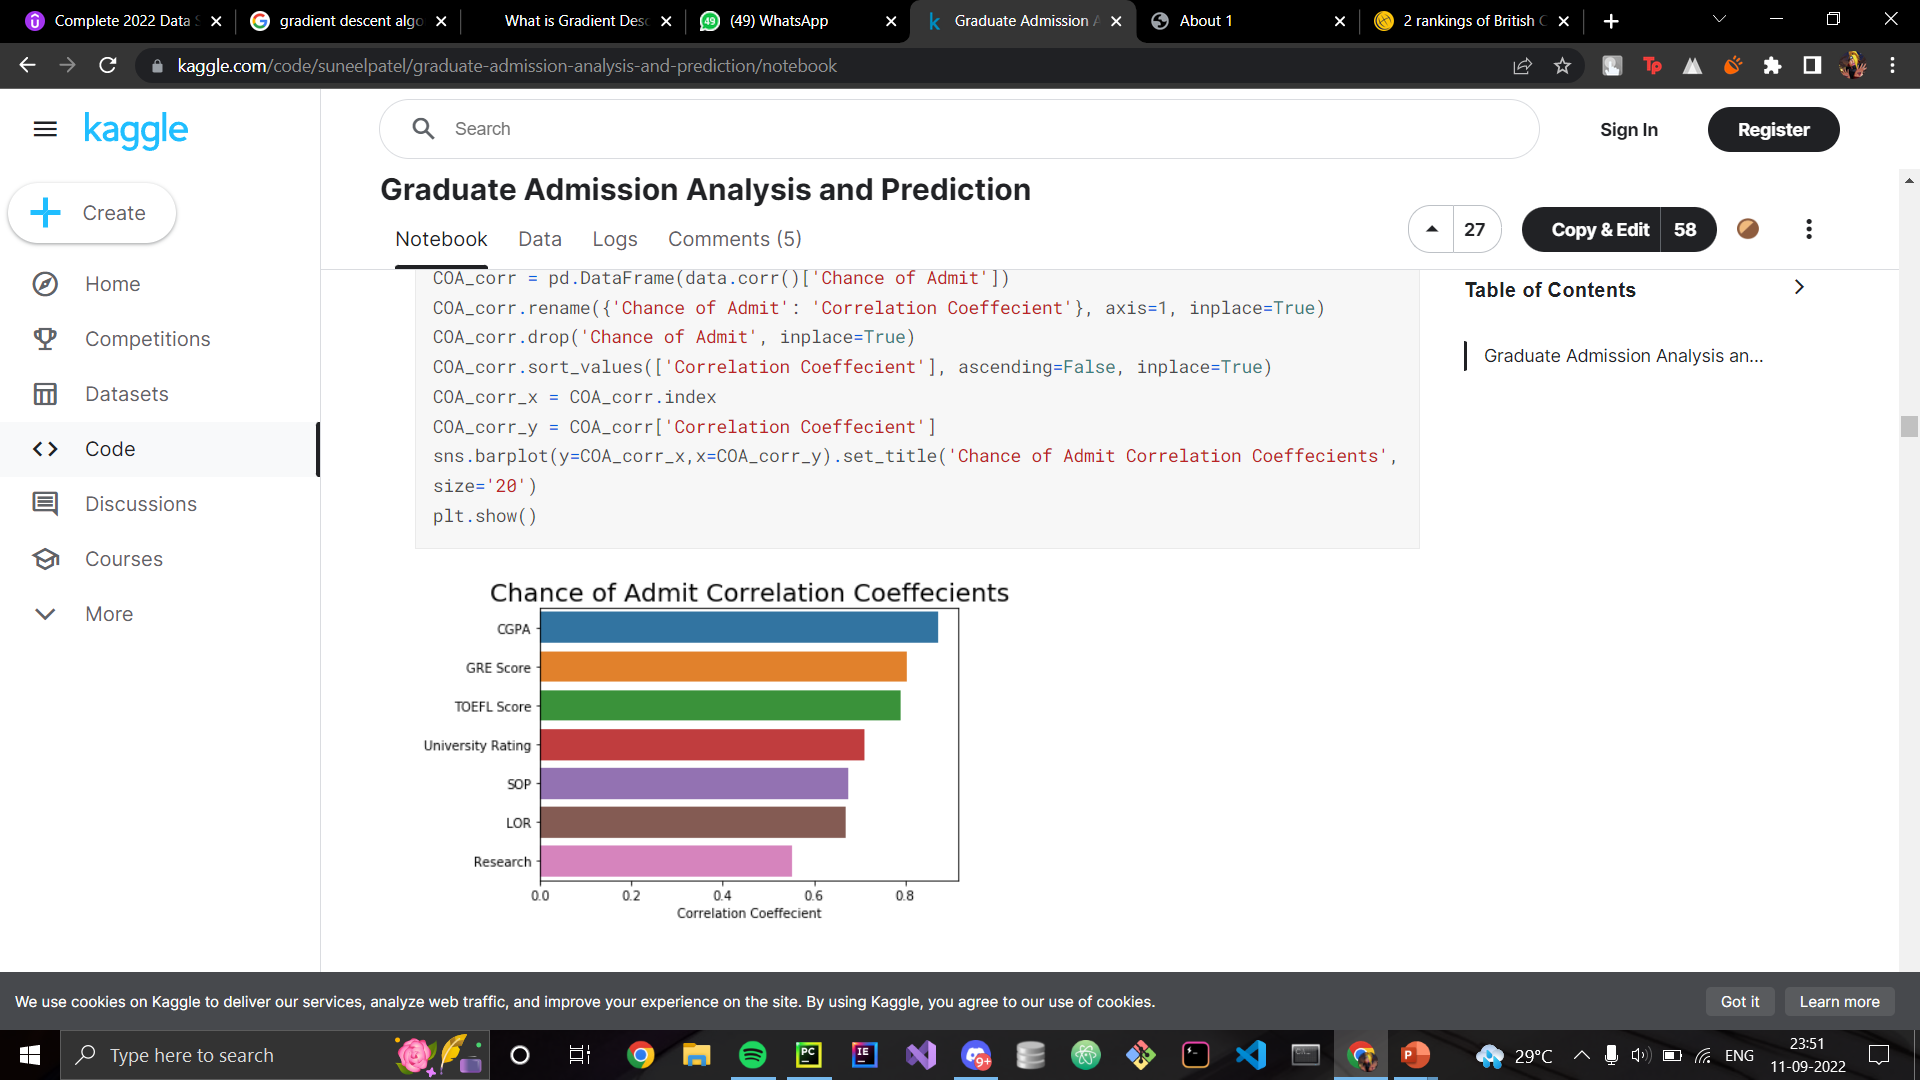 Complete 2022 Data S
gradient descent algo
What is Gradient Desc
(49) WhatsApp
Graduate Admission A
About 1
2 rankings of British C
kaggle.com/code/suneelpatel/graduate-admission-analysis-and-prediction/notebook
kaggle
Search
Sign In
Register
Create
Home
Competitions
Datasets
Code
Discussions
Courses
More
Graduate Admission Analysis and Prediction
Notebook
Data
Logs
Comments (5)
27
Copy & Edit
58
COA_corr = pd.DataFrame(data.corr()['Chance of Admit'])
COA_corr.rename({'Chance of Admit': 'Correlation Coeffecient'}, axis=1, inplace=True)
COA_corr.drop('Chance of Admit', inplace=True)
COA_corr.sort_values(['Correlation Coeffecient'], ascending=False, inplace=True)
COA_corr_x = COA_corr.index
COA_corr_y = COA_corr['Correlation Coeffecient']
sns.barplot(y=COA_corr_x,x=COA_corr_y).set_title('Chance of Admit Correlation Coeffecients',
size='20')
plt.show()
Table of Contents
Graduate Admission Analysis an...
Chance of Admit Correlation Coeffecients
CGPA
GRE Score
TOEFL Score
University Rating
SOP
LOR
Research
0.0 0.2 0.4 0.6 0.8
Correlation Coeffecient
We use cookies on Kaggle to deliver our services, analyze web traffic, and improve your experience on the site. By using Kaggle, you agree to our use of cookies.
Got it
Learn more
Type here to search
29°C
ENG
23:51
11-09-2022